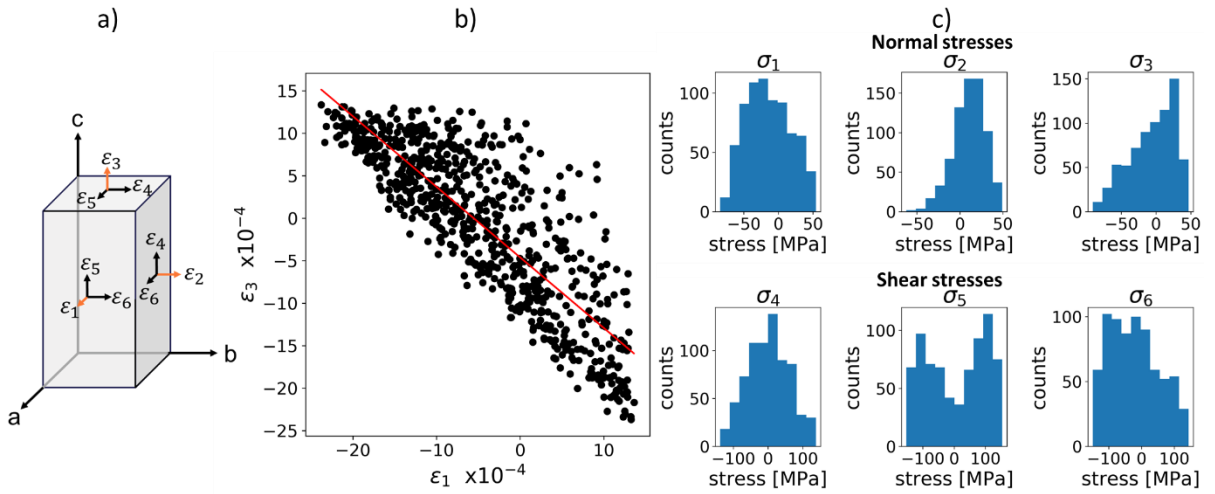 a)
b)
c)
c
ε₃
ε₅
ε₄
ε₅
ε₄
ε₁
ε₆
ε₆
ε₂
b
a
15
10
5
0
−5
−10
−15
−20
−25
ε₃ x10⁻⁴
−20
−10
0
10
ε₁ x10⁻⁴
Normal stresses
σ₁
σ₂
σ₃
counts
100
50
0
−50
0
50
stress [MPa]
counts
150
100
50
0
−50
0
50
stress [MPa]
counts
150
100
50
0
−50
0
stress [MPa]
Shear stresses
σ₄
σ₅
σ₆
counts
100
50
0
−100
0
100
stress [MPa]
counts
100
50
0
−100
0
100
stress [MPa]
counts
100
50
0
−100
0
100
stress [MPa]